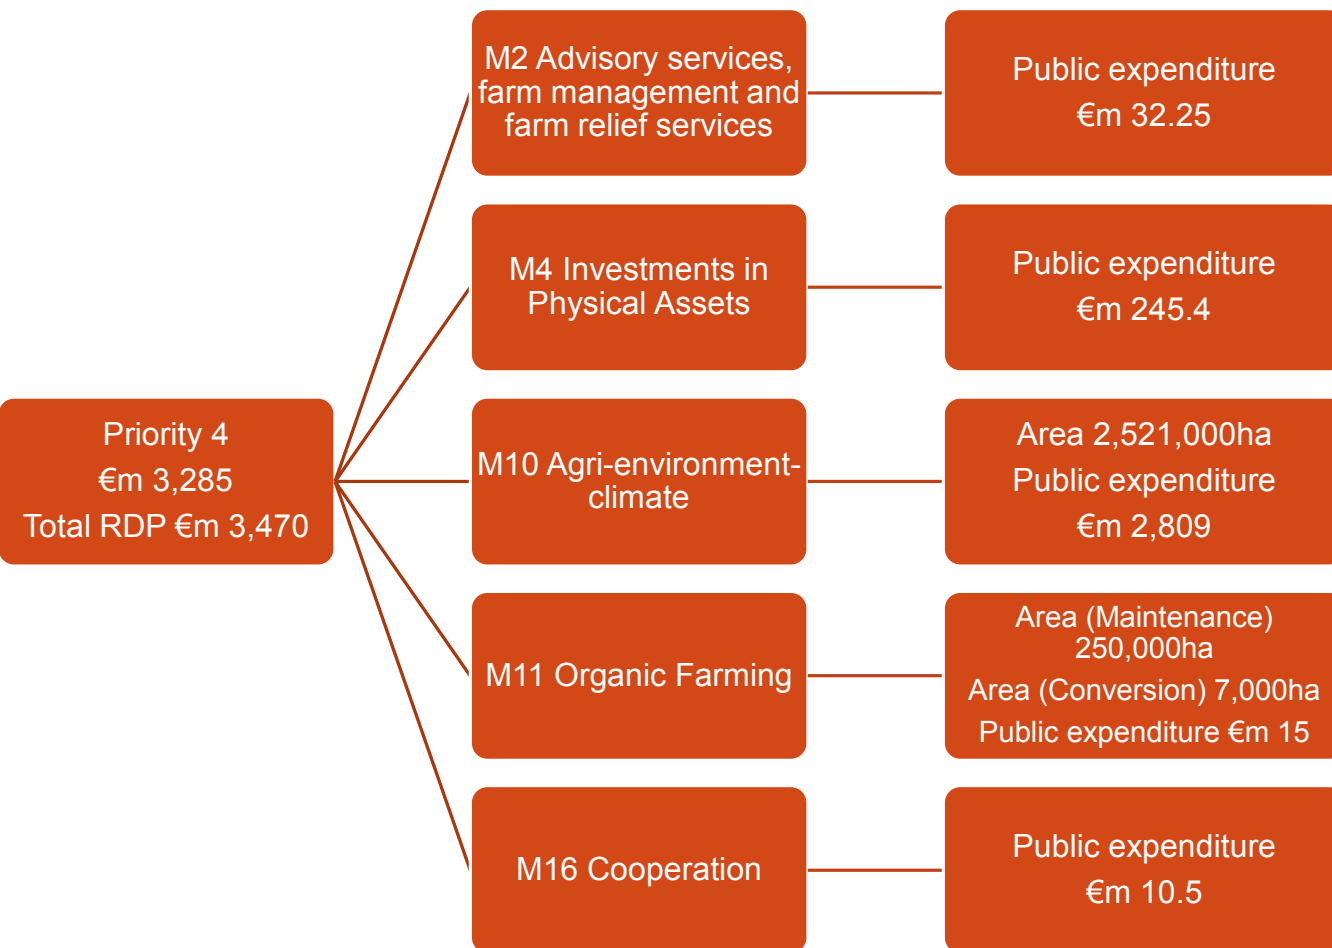 M2 Advisory services,
farm management and
farm relief services
Public expenditure
€m 32.25
M4 Investments in
Physical Assets
Public expenditure
€m 245.4
Priority 4
€m 3,285
Total RDP €m 3,470
M10 Agri-environment-
climate
Area 2,521,000ha
Public expenditure
€m 2,809
M11 Organic Farming
Area (Maintenance)
250,000ha
Area (Conversion) 7,000ha
Public expenditure €m 15
M16 Cooperation
Public expenditure
€m 10.5